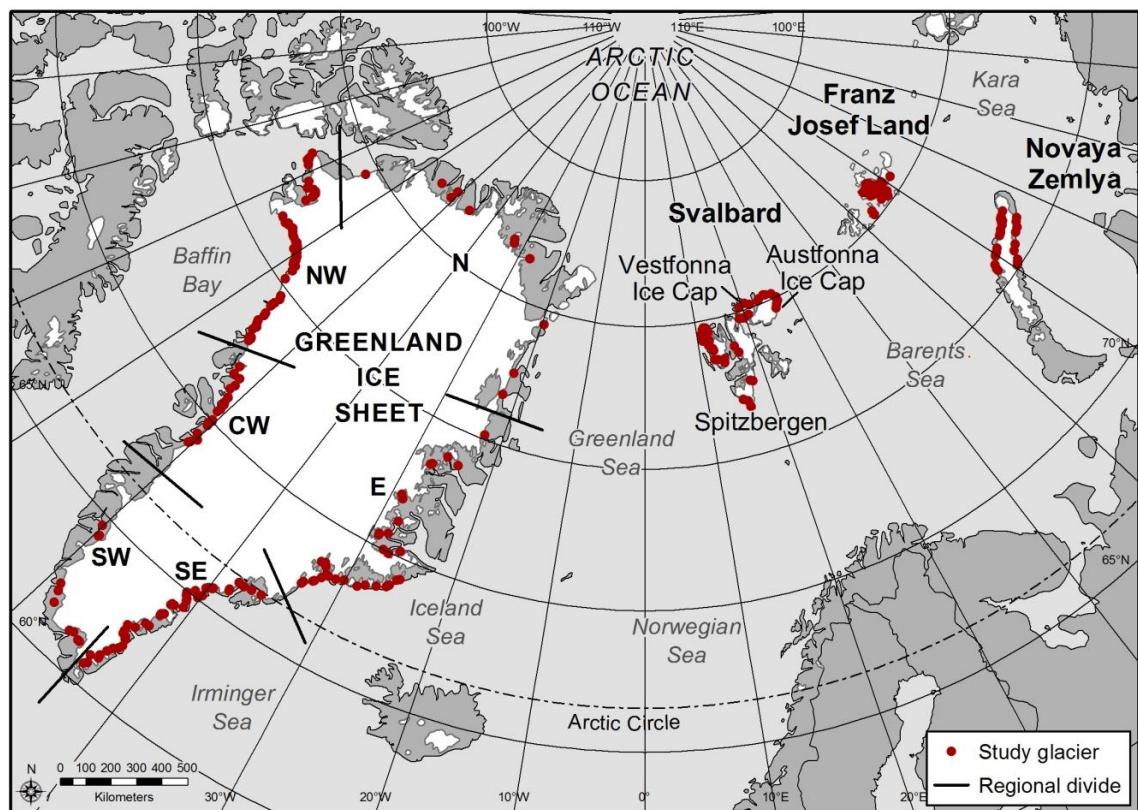 100°W
110°W
110°E
100°E
ARCTIC
OCEAN
Kara
Sea
Franz
Josef Land
Novaya
Zemlya
Svalbard
Vestfonna
Ice Cap
Austfonna
Ice Cap
Baffin
Bay
NW
N
GREENLAND
ICE
SHEET
Barents
Sea
70°N
65°N
CW
Spitzbergen
Greenland
Sea
E
SW
SE
65°N
60°N
Iceland
Sea
Norwegian
Sea
Irminger
Sea
Arctic Circle
Study glacier
Regional divide
N
0 100 200 300 400 500
Kilometers
30°W
20°W
10°W
0°
10°E
20°E